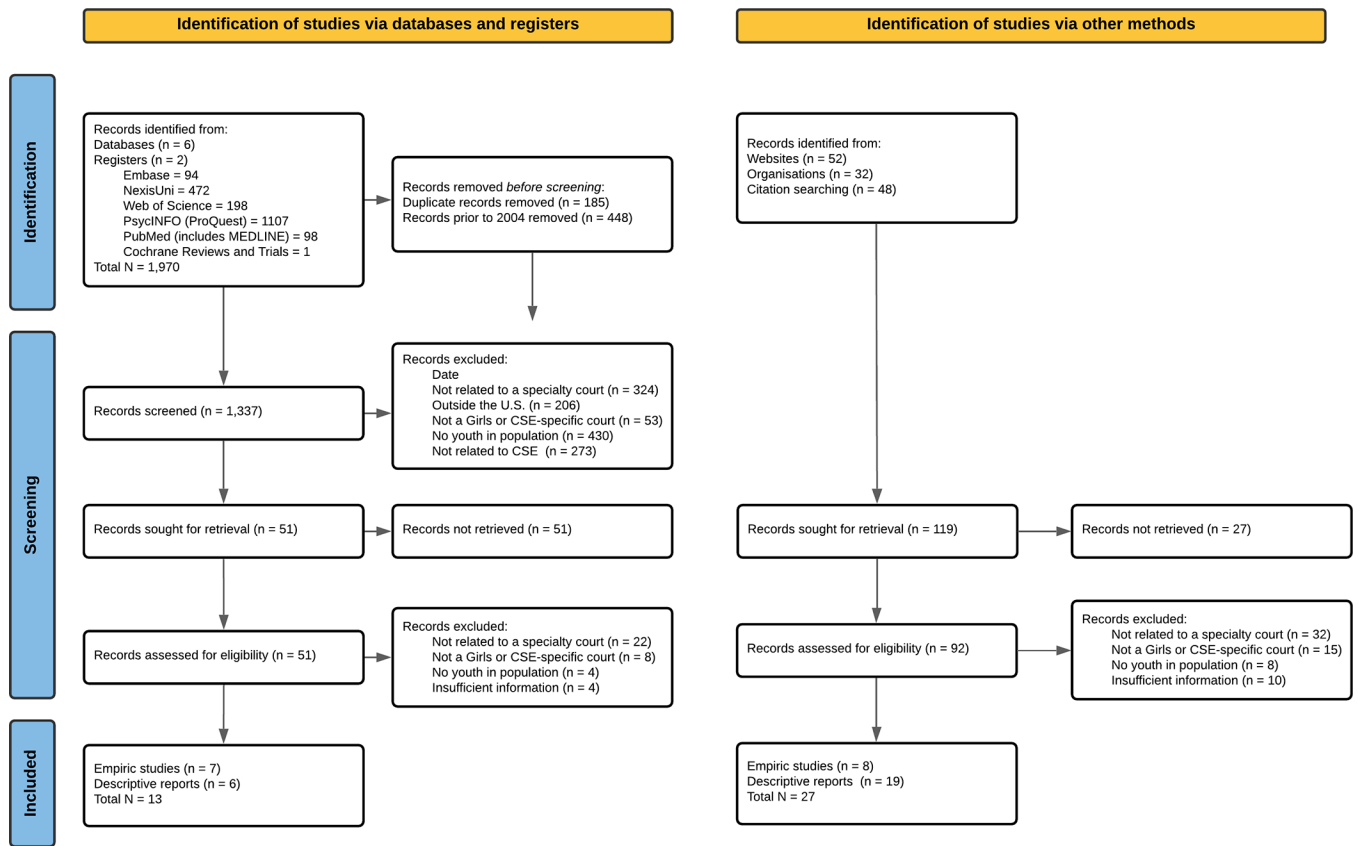 Identification of studies via databases and registers
Identification of studies via other methods
Identification
Records identified from:
Databases (n = 6)
Registers (n = 2)
Embase = 94
NexisUni = 472
Web of Science = 198
PsycINFO (ProQuest) = 1107
PubMed (includes MEDLINE) = 98
Cochrane Reviews and Trials = 1
Total N = 1,970
Records removed before screening:
Duplicate records removed (n = 185)
Records prior to 2004 removed (n = 448)
Records identified from:
Websites (n = 52)
Organisations (n = 32)
Citation searching (n = 48)
Screening
Records screened (n = 1,337)
Records excluded:
Date
Not related to a specialty court (n = 324)
Outside the U.S. (n = 206)
Not a Girls or CSE-specific court (n = 53)
No youth in population (n = 430)
Not related to CSE (n = 273)
Records sought for retrieval (n = 51)
Records not retrieved (n = 51)
Records sought for retrieval (n = 119)
Records not retrieved (n = 27)
Records assessed for eligibility (n = 51)
Records excluded:
Not related to a specialty court (n = 22)
Not a Girls or CSE-specific court (n = 8)
No youth in population (n = 4)
Insufficient information (n = 4)
Records assessed for eligibility (n = 92)
Records excluded:
Not related to a specialty court (n = 32)
Not a Girls or CSE-specific court (n = 15)
No youth in population (n = 8)
Insufficient information (n = 10)
Included
Empiric studies (n = 7)
Descriptive reports (n = 6)
Total N = 13
Empiric studies (n = 8)
Descriptive reports (n = 19)
Total N = 27